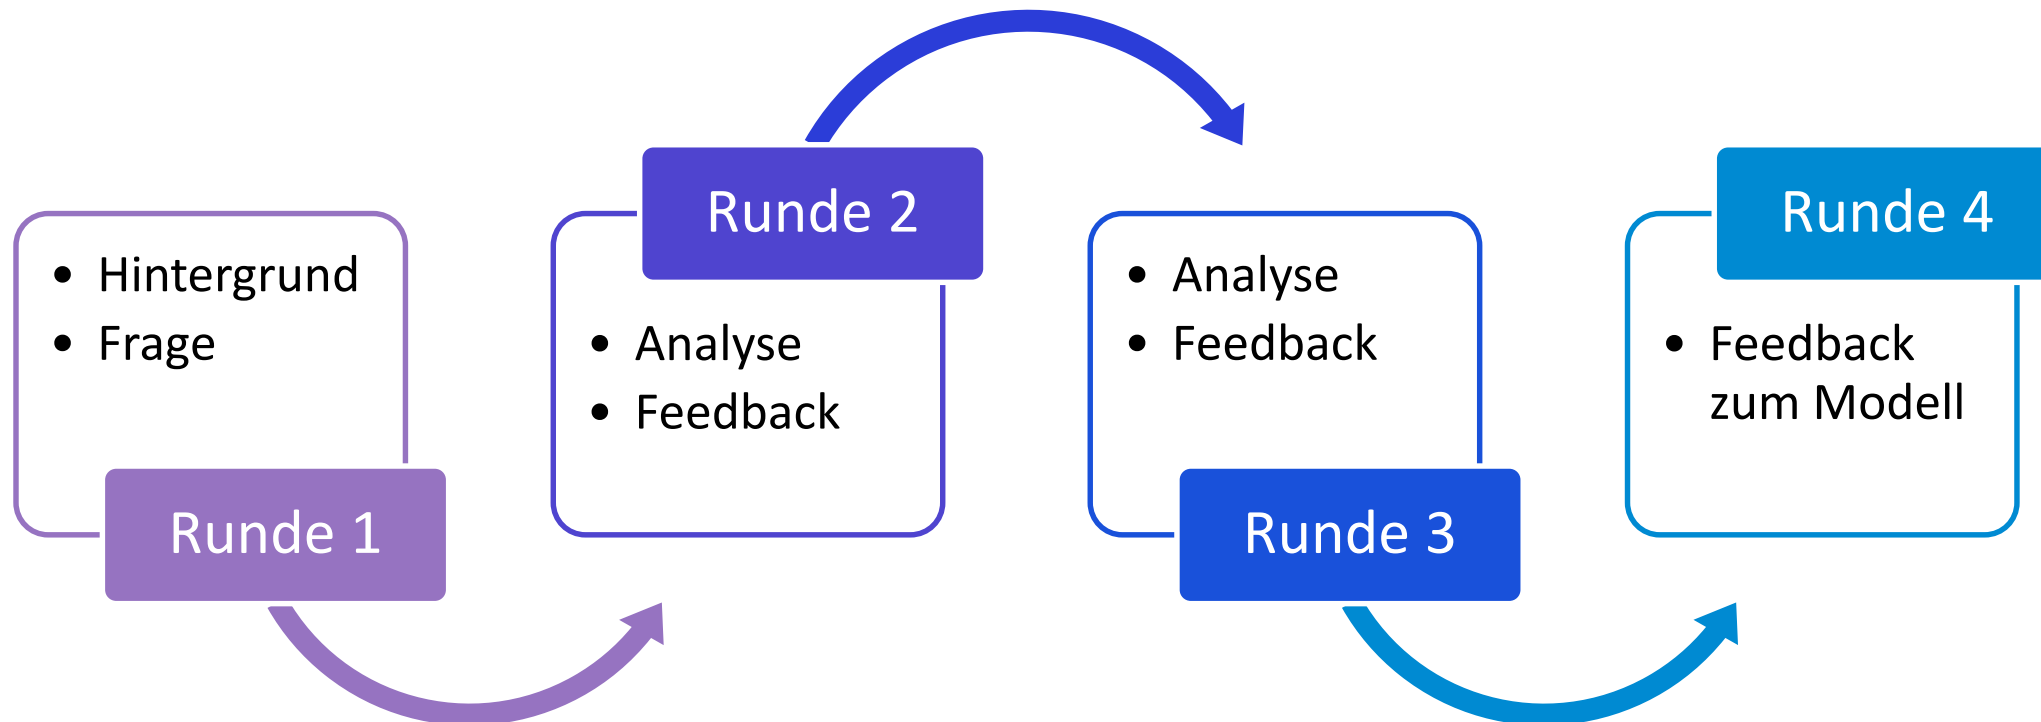 • Hintergrund
• Frage
Runde 1
Runde 2
• Analyse
• Feedback
• Analyse
• Feedback
Runde 3
Runde 4
• Feedback
zum Modell